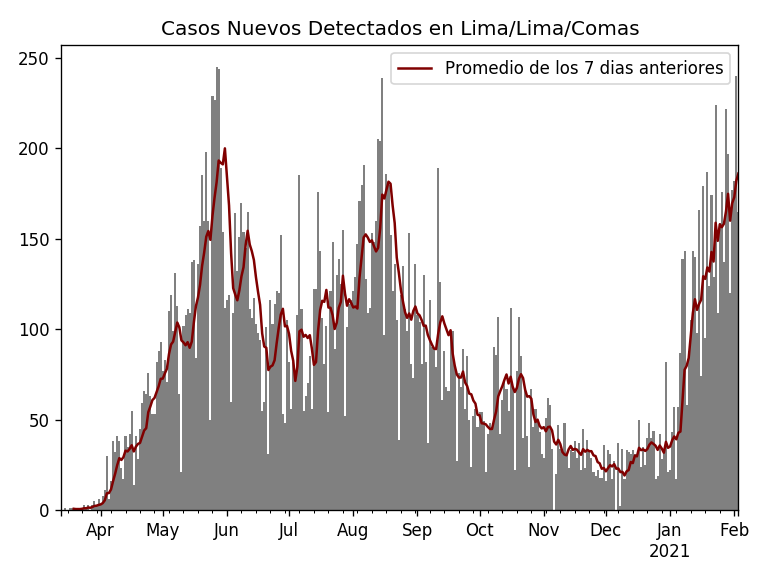 Casos Nuevos Detectados en Lima/Lima/Comas
Promedio de los 7 dias anteriores
250
200
150
100
50
0
Apr May Jun Jul Aug Sep Oct Nov Dec Jan Feb
2021